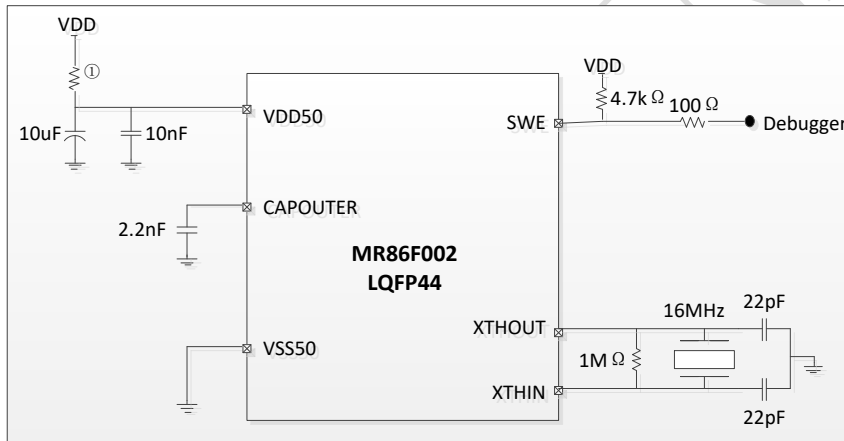 VDD
①
VDD50
10uF
10nF
CAPOUTER
2.2nF
VSS50
MR86F002
LQFP44
VDD
4.7k Ω
100 Ω
SWE
Debugger
XTHOUT
16MHz
22pF
1M Ω
XTHIN
22pF